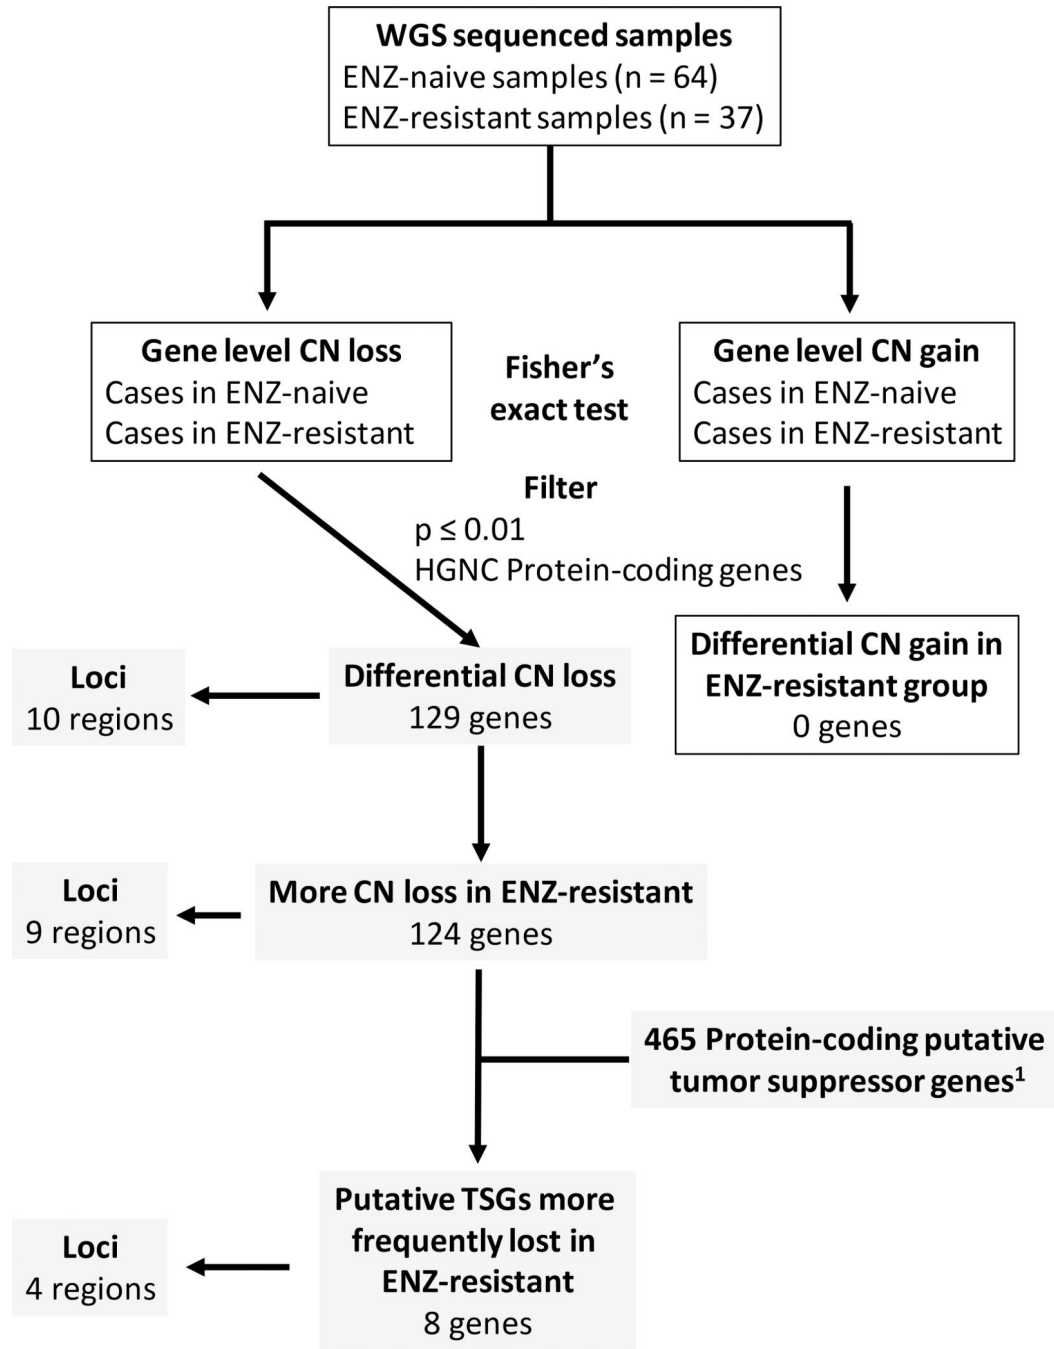 WGS sequenced samples
ENZ-naive samples (n = 64)
ENZ-resistant samples (n = 37)
Gene level CN loss
Cases in ENZ-naive
Cases in ENZ-resistant
Fisher's
exact test
Gene level CN gain
Cases in ENZ-naive
Cases in ENZ-resistant
Filter
p ≤ 0.01
HGNC Protein-coding genes
Loci
10 regions
Differential CN loss
129 genes
Differential CN gain in
ENZ-resistant group
0 genes
Loci
9 regions
More CN loss in ENZ-resistant
124 genes
465 Protein-coding putative
tumor suppressor genes¹
Loci
4 regions
Putative TSGs more
frequently lost in
ENZ-resistant
8 genes